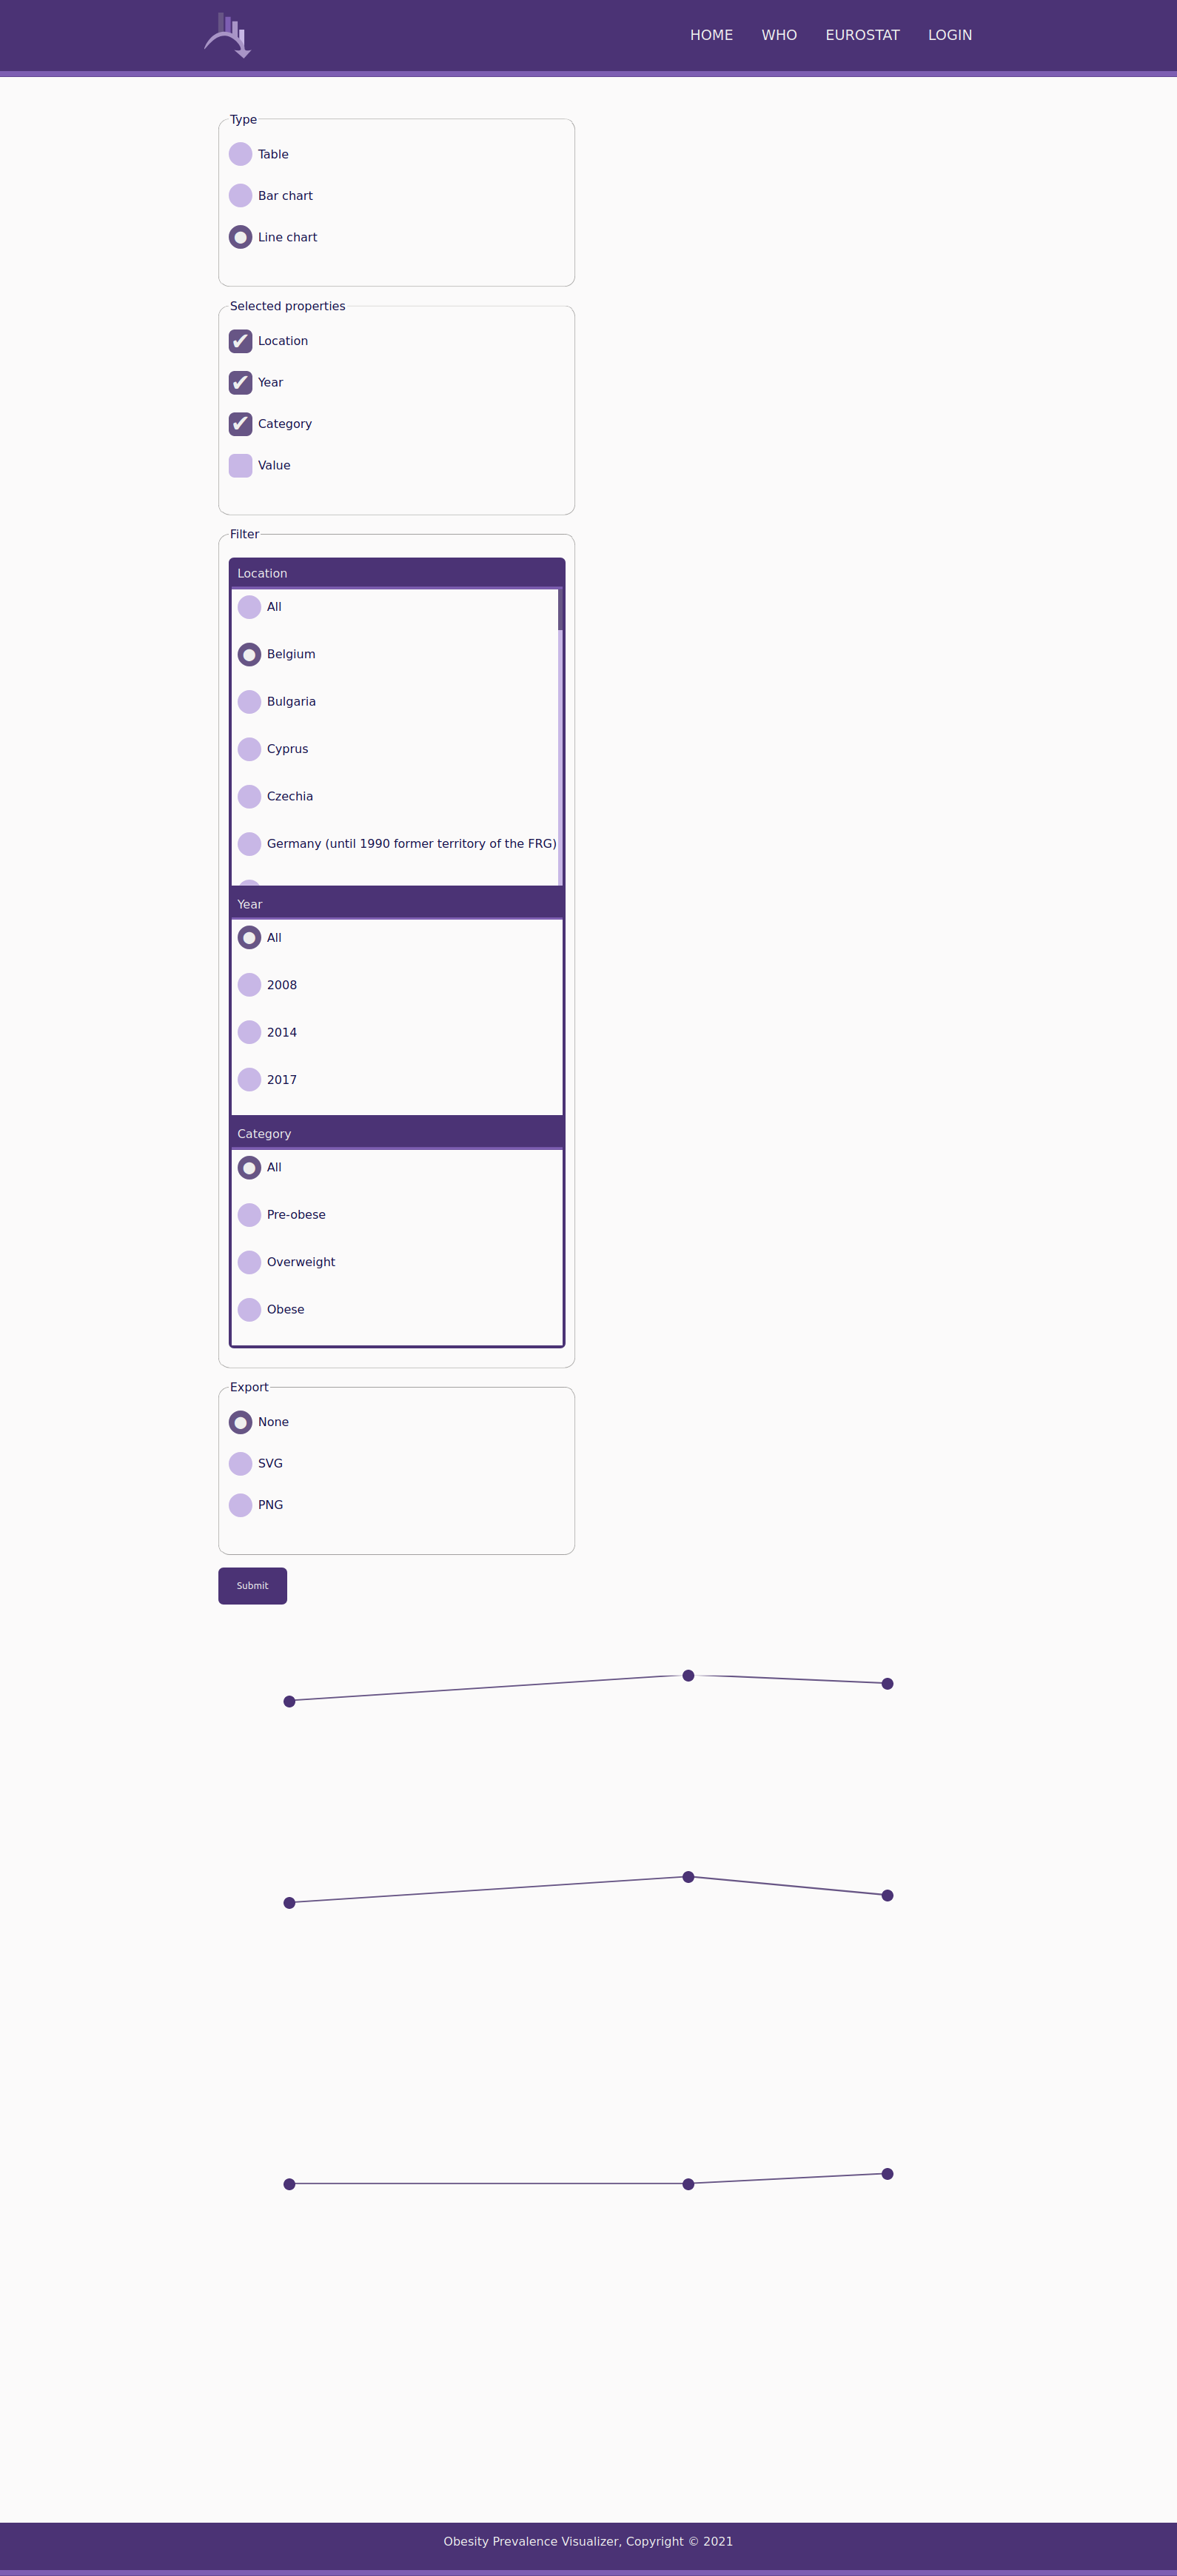 HOME
WHO
EUROSTAT
LOGIN
Type
Table
Bar chart
Line chart
Selected properties
✔ Location
✔ Year
✔ Category
Value
Filter
Location
All
Belgium
Bulgaria
Cyprus
Czechia
Germany (until 1990 former territory of the FRG)
Year
All
2008
2014
2017
Category
All
Pre-obese
Overweight
Obese
Export
None
SVG
PNG
Submit
Obesity Prevalence Visualizer, Copyright © 2021